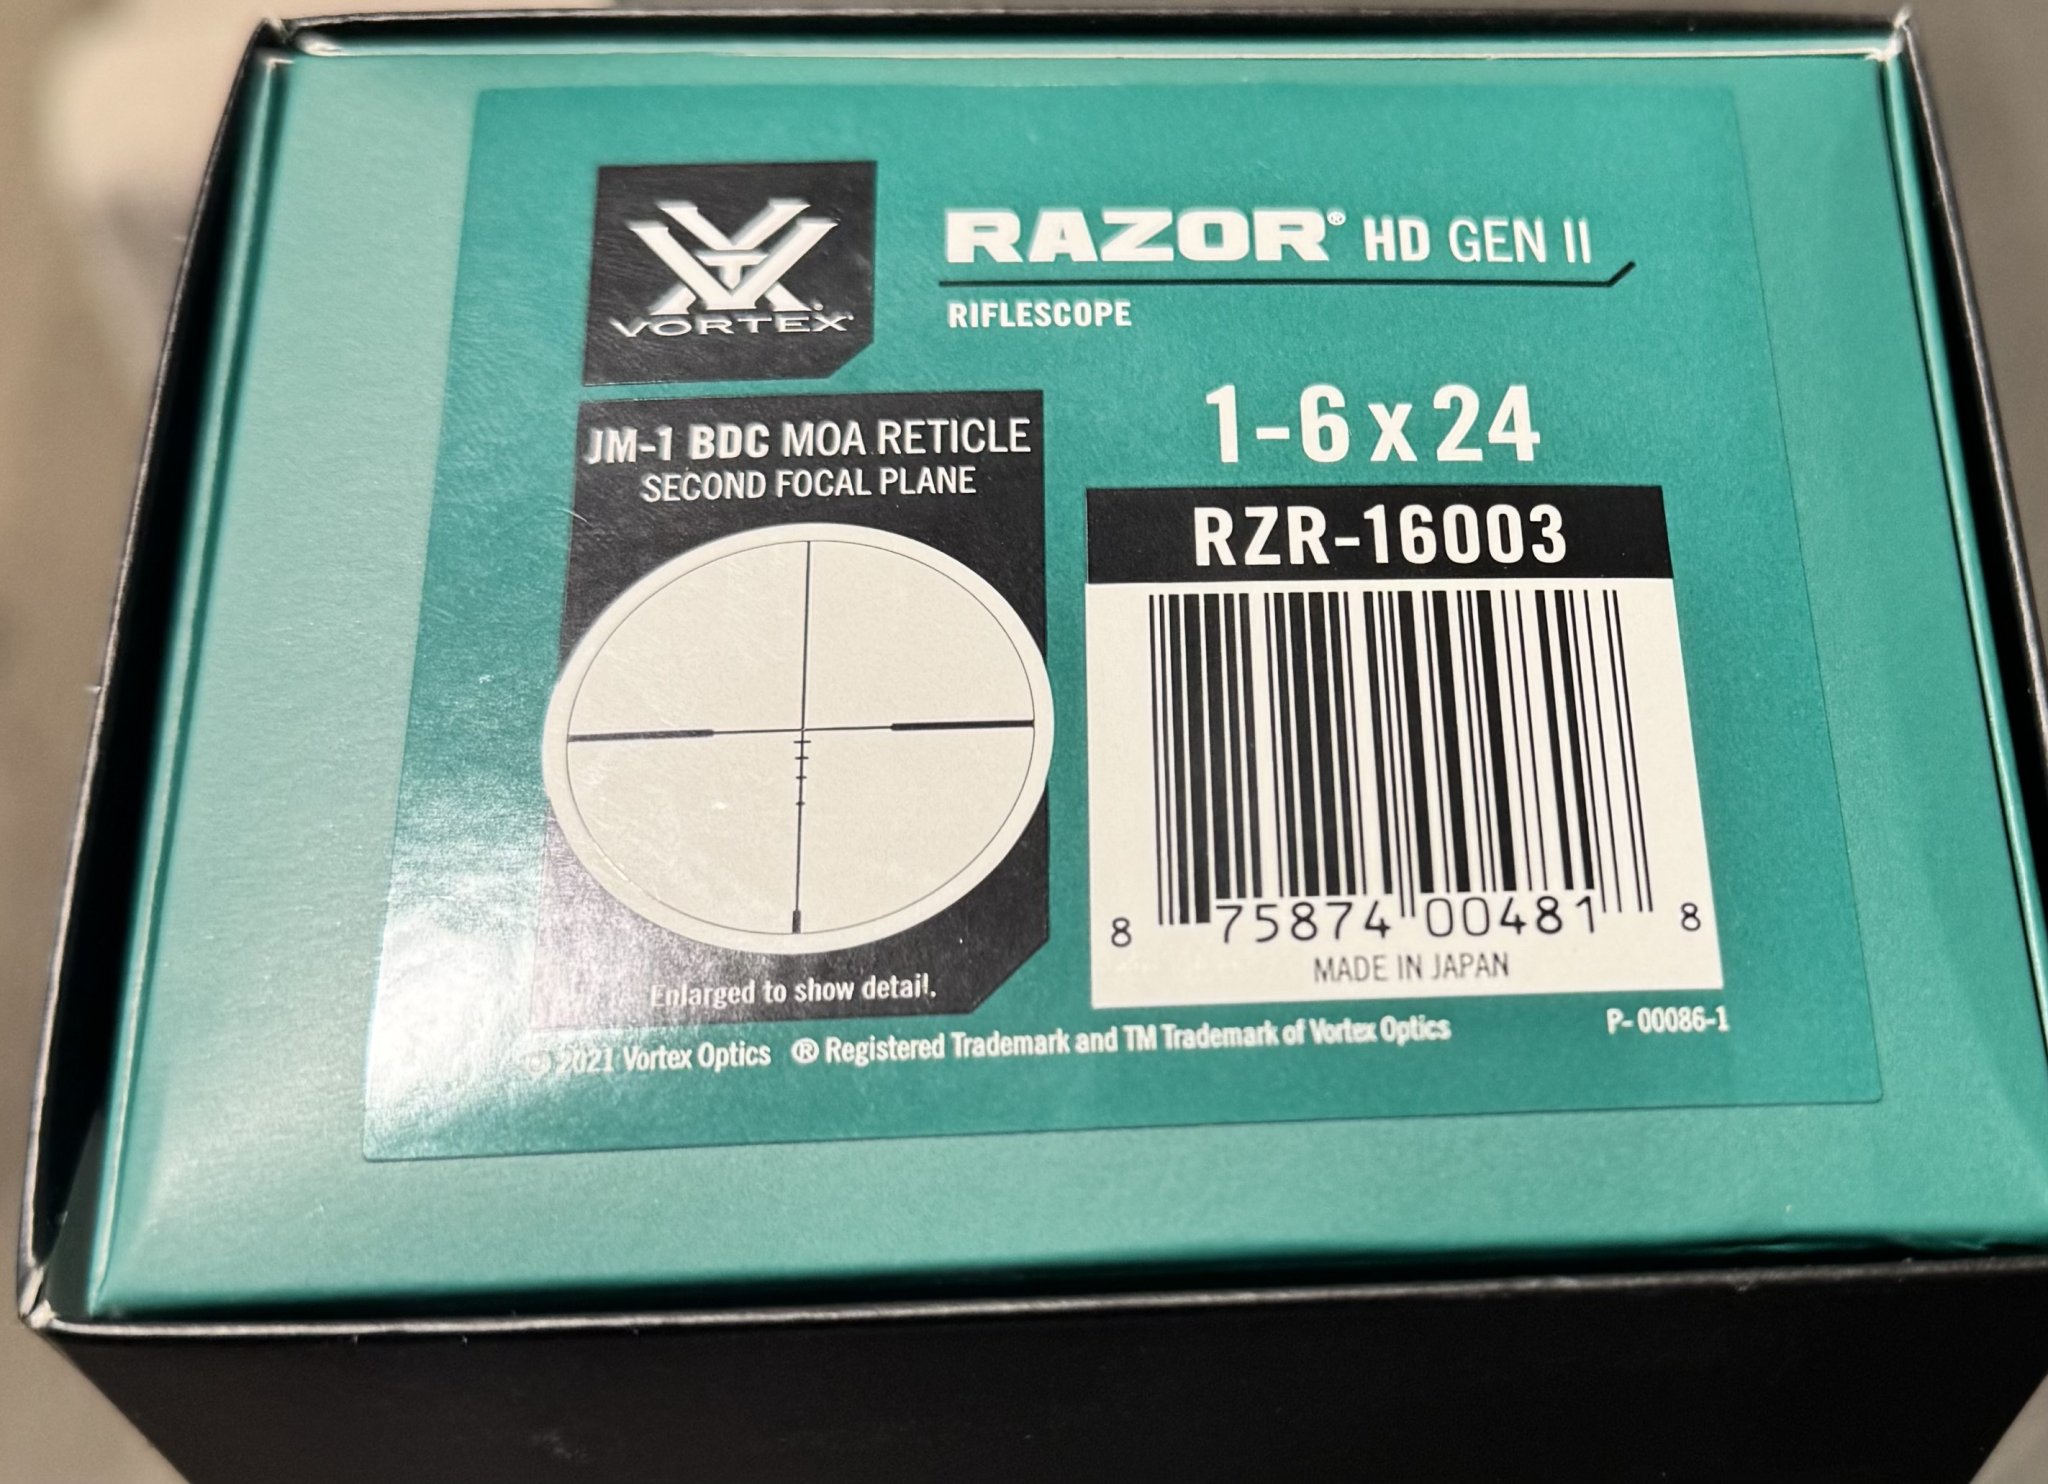 VORTEX®
RAZOR® HD GEN II
RIFLESCOPE
JM-1 BDC MOA RETICLE
SECOND FOCAL PLANE
Enlarged to show detail.
1-6 x 24
RZR-16003
8 75874 00481 8
MADE IN JAPAN
P- 00086-1
© 2021 Vortex Optics ® Registered Trademark and TM Trademark of Vortex Optics